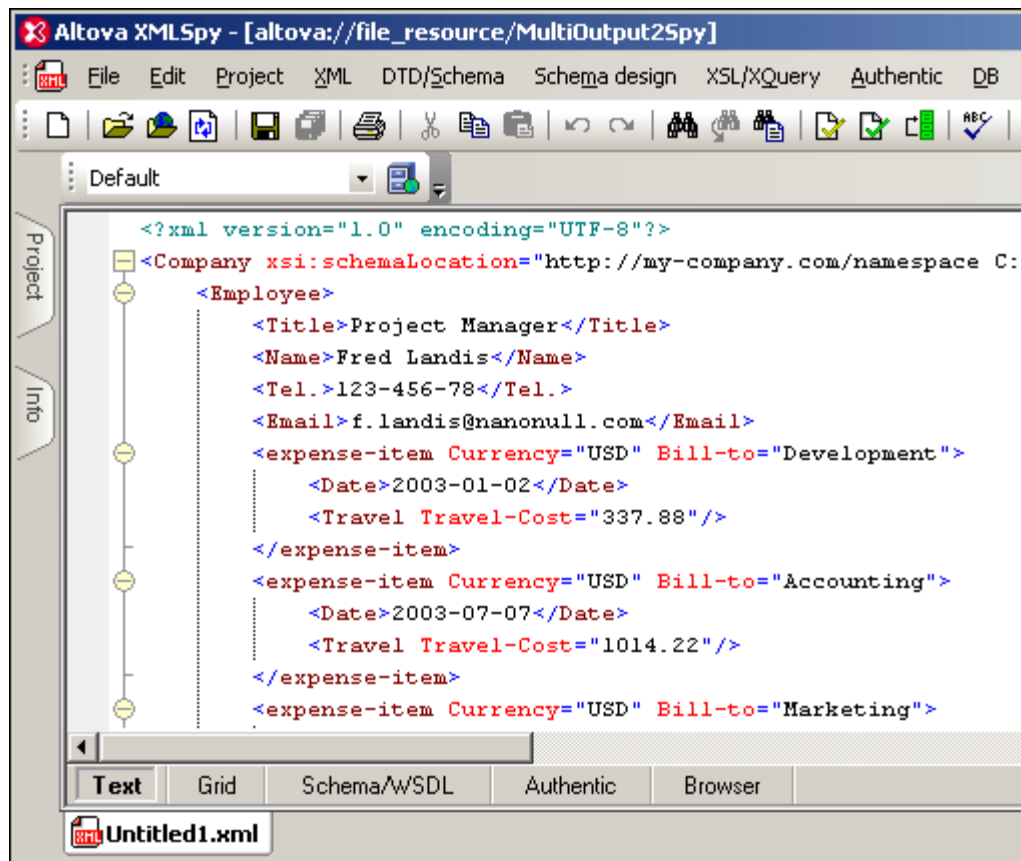 Altova XMLSpy - [altova://file_resource/MultiOutput2Spy]
XML File Edit Project XML DTD/Schema Schema design XSL/XQuery Authentic DB
ABC
Default
Project
Info
<?xml version="1.0" encoding="UTF-8"?>
<Company xsi:schemaLocation="http://my-company.com/namespace C:
<Employee>
<Title>Project Manager</Title>
<Name>Fred Landis</Name>
<Tel.>123-456-78</Tel.>
<Email>f.landis@nanonull.com</Email>
<expense-item Currency="USD" Bill-to="Development">
<Date>2003-01-02</Date>
<Travel Travel-Cost="337.88"/>
</expense-item>
<expense-item Currency="USD" Bill-to="Accounting">
<Date>2003-07-07</Date>
<Travel Travel-Cost="1014.22"/>
</expense-item>
<expense-item Currency="USD" Bill-to="Marketing">
Text Grid Schema/WSDL Authentic Browser
XML Untitled1.xml